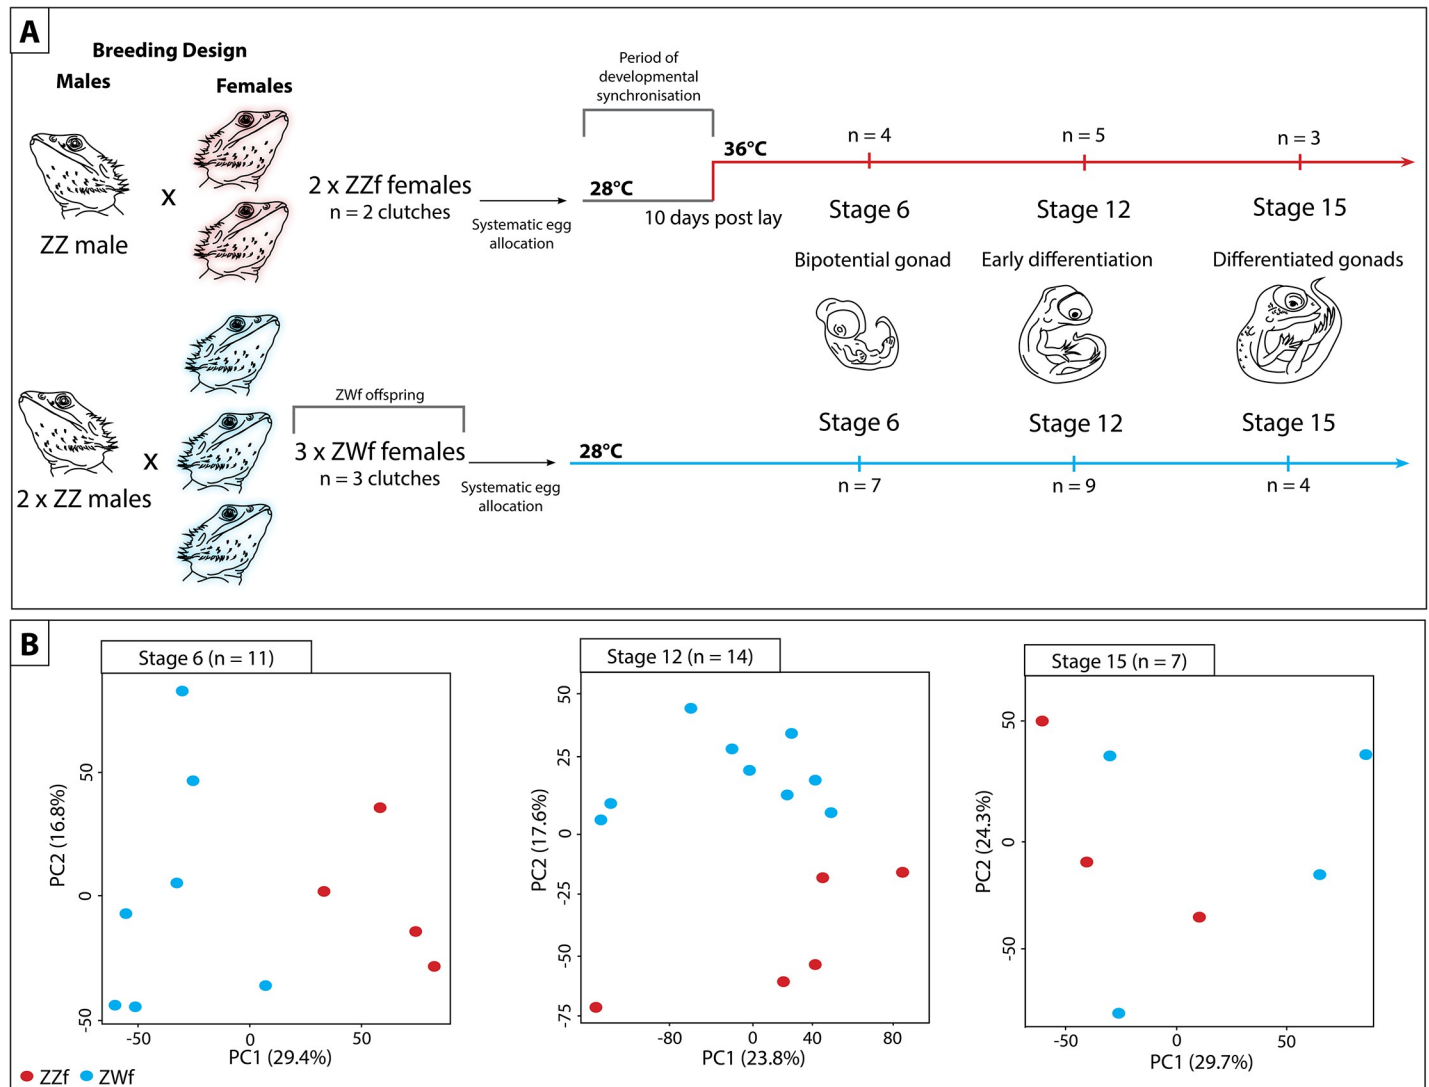 A
Breeding Design
Males
Females
ZZ male
x
2 x ZZf females
n = 2 clutches
Systematic egg
allocation
Period of
developmental
synchronisation
28°C
36°C
10 days post lay
n = 4
n = 5
n = 3
Stage 6
Stage 12
Stage 15
Bipotential gonad
Early differentiation
Differentiated gonads
2 x ZZ males
x
ZWf offspring
3 x ZWf females
n = 3 clutches
Systematic egg
allocation
28°C
Stage 6
Stage 12
Stage 15
n = 7
n = 9
n = 4
B
Stage 6 (n = 11)
PC2 (16.8%)
50
0
-50
-50
0
50
PC1 (29.4%)
Stage 12 (n = 14)
PC2 (17.6%)
50
25
0
-25
-50
-75
-80
0
40
80
PC1 (23.8%)
Stage 15 (n = 7)
PC2 (24.3%)
50
0
-50
-50
0
50
PC1 (29.7%)
ZZf
ZWf